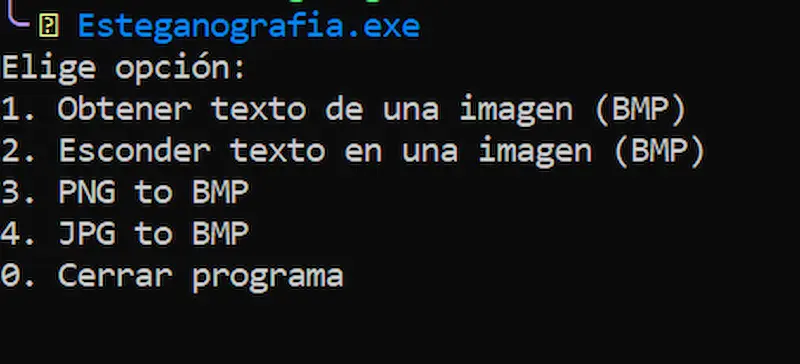 Esteganografia.exe
Elige opción:
1. Obtener texto de una imagen (BMP)
2. Esconder texto en una imagen (BMP)
3. PNG to BMP
4. JPG to BMP
0. Cerrar programa